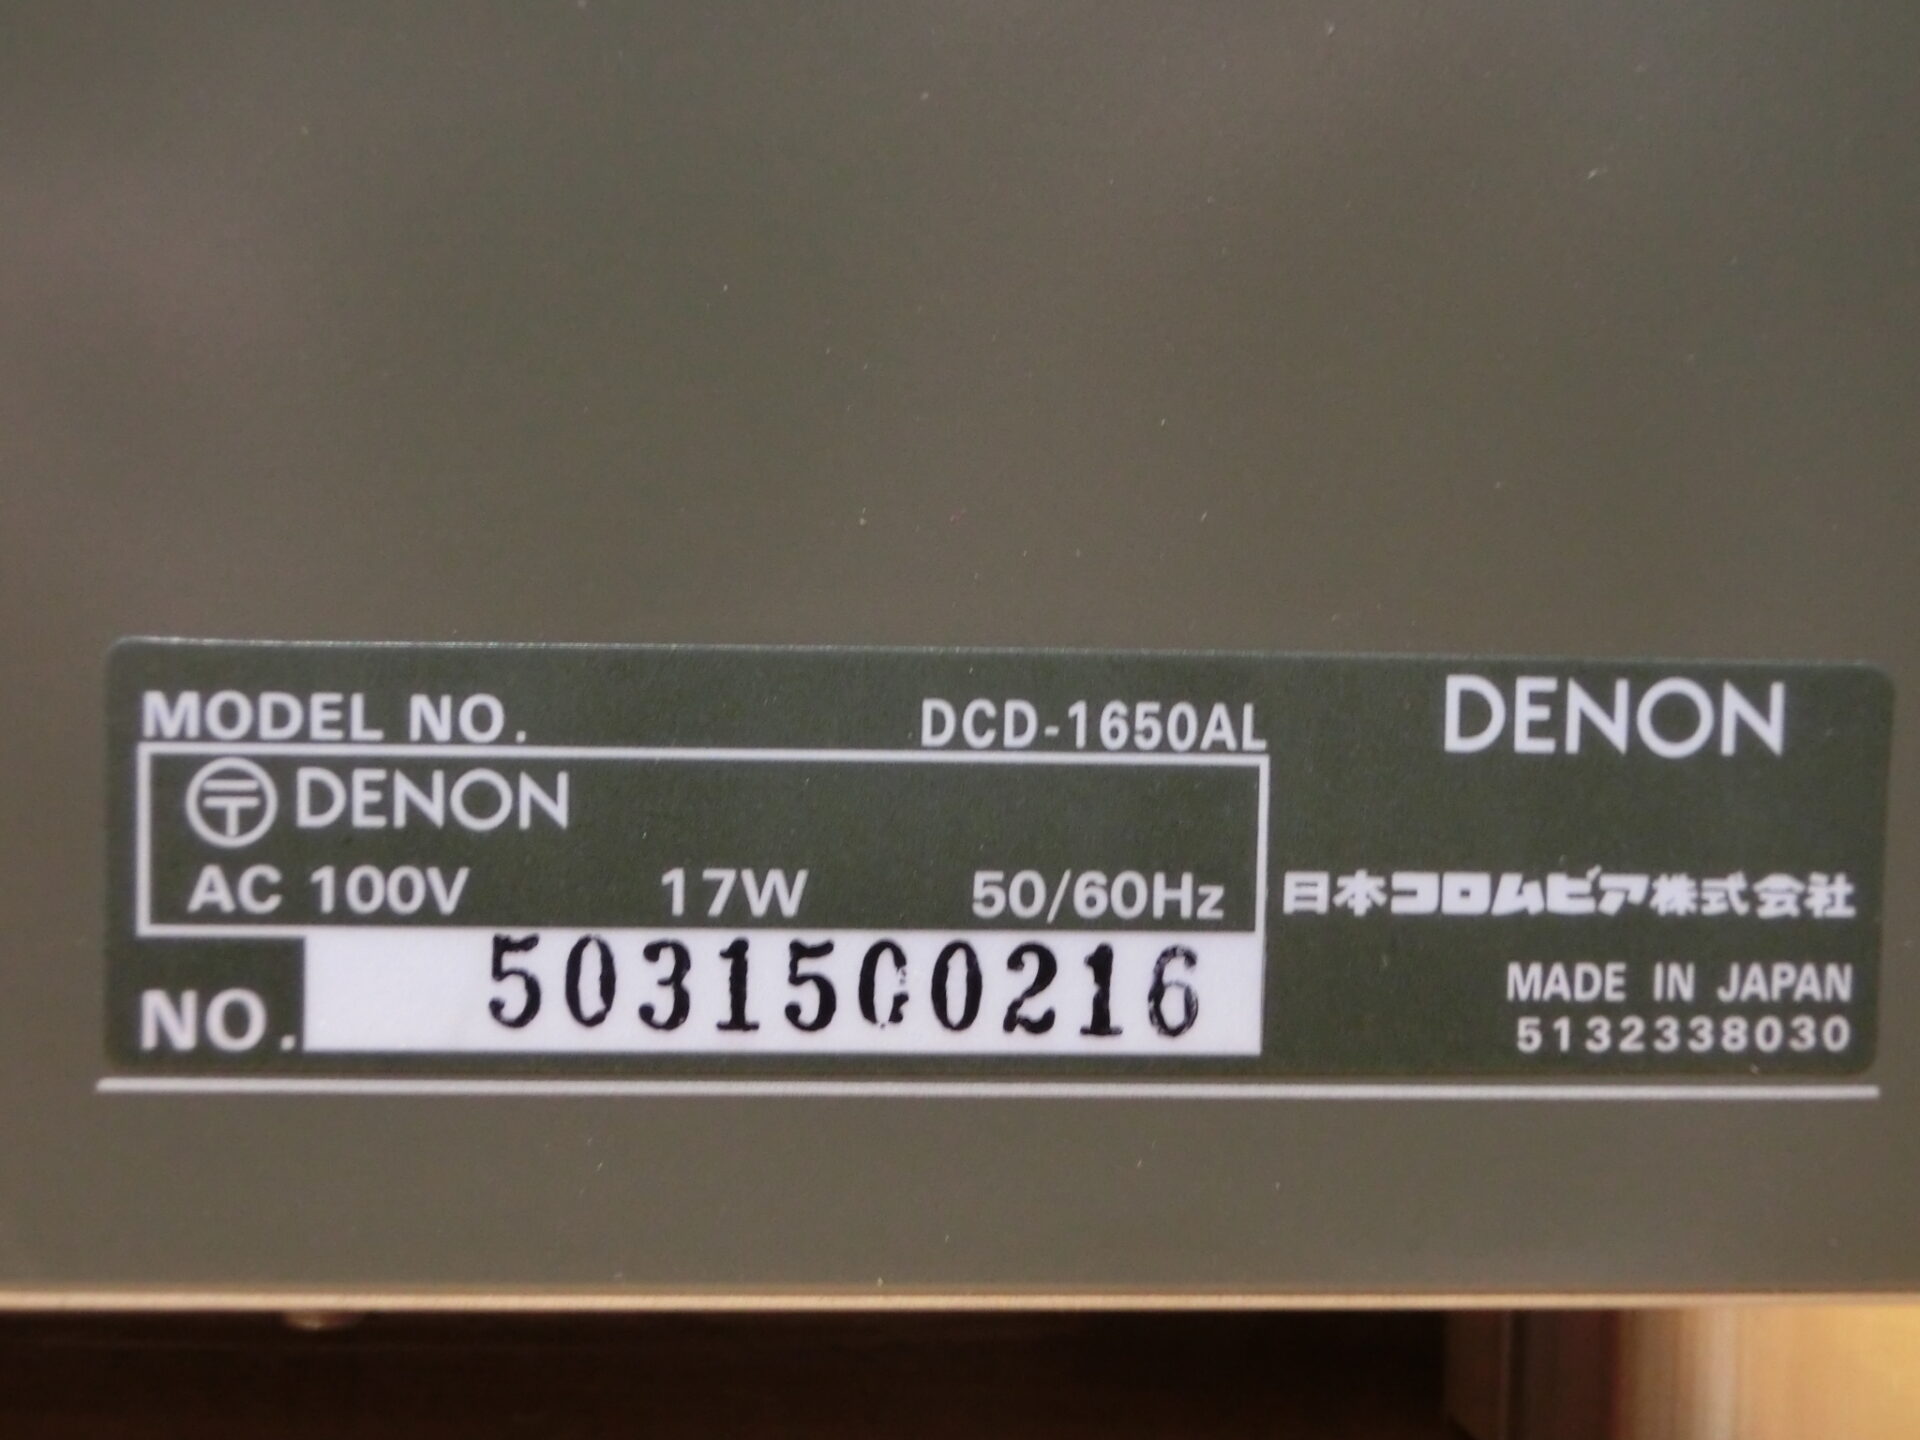 MODEL NO. DCD-1650AL
DENON
DENON
AC 100V 17W 50/60Hz
日本コロムビア株式会社
NO. 5031500216
MADE IN JAPAN
5132338030